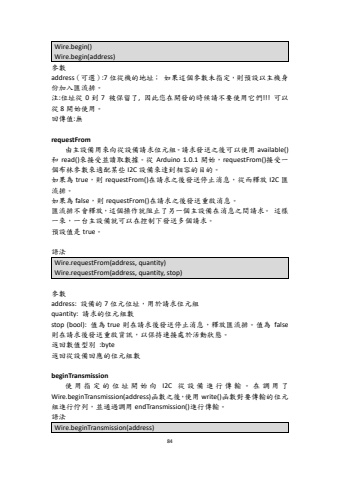 Wire.begin()
Wire.begin(address)
參數
address（可選）:7 位從機的地址； 如果這個參數未指定，則預設以主機身
份加入匯流排。
注:位址從 0 到 7 被保留了, 因此您在開發的時候請不要使用它們!!! 可以
從 8 開始使用。
回傳值:無
requestFrom
由主設備用來向從設備請求位元組。請求發送之後可以使用 available()
和 read()來接受並讀取數據。從 Arduino 1.0.1 開始，requestFrom()接受一
個布林參數來適配某些 I2C 設備來達到相容的目的。
如果為 true，則 requestFrom()在請求之後發送停止消息，從而釋放 I2C 匯
流排。
如果為 false，則 requestFrom()在請求之後發送重啟消息。
匯流排不會釋放，這個操作就阻止了另一個主設備在消息之間請求。 這樣
一來，一台主設備就可以在控制下發送多個請求。
預設值是 true。
語法
Wire.requestFrom(address, quantity)
Wire.requestFrom(address, quantity, stop)
參數
address: 設備的 7 位元位址，用於請求位元組
quantity: 請求的位元組數
stop (bool): 值為 true 則在請求後發送停止消息，釋放匯流排。值為 false
則在請求後發送重啟資訊，以保持連接處於活動狀態。
返回數值型別 :byte
返回從設備回應的位元組數
beginTransmission
使用指定的位址開始向 I2C 從設備進行傳輸。在調用了
Wire.beginTransmission(address)函數之後，使用 write()函數對要傳輸的位元
組進行佇列，並通過調用 endTransmission()進行傳輸。
語法
Wire.beginTransmission(address)
84